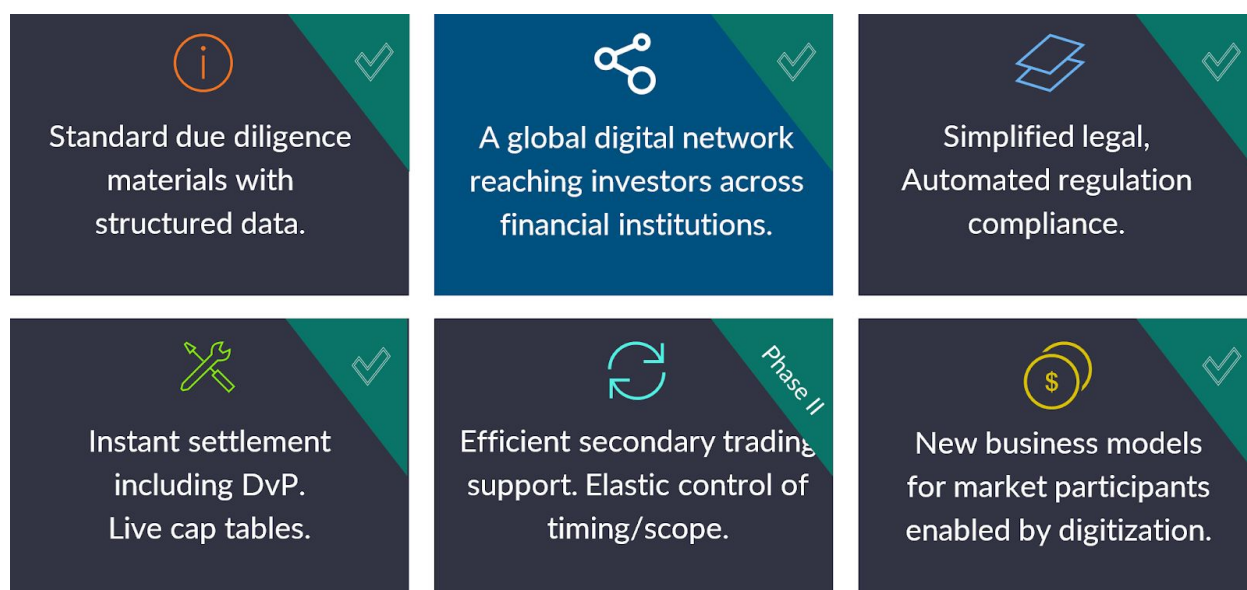 Standard due diligence
materials with
structured data.
A global digital network
reaching investors across
financial institutions.
Simplified legal,
Automated regulation
compliance.
Instant settlement
including DvP.
Live cap tables.
Phase II
Efficient secondary trading
support. Elastic control of
timing/scope.
$
New business models
for market participants
enabled by digitization.